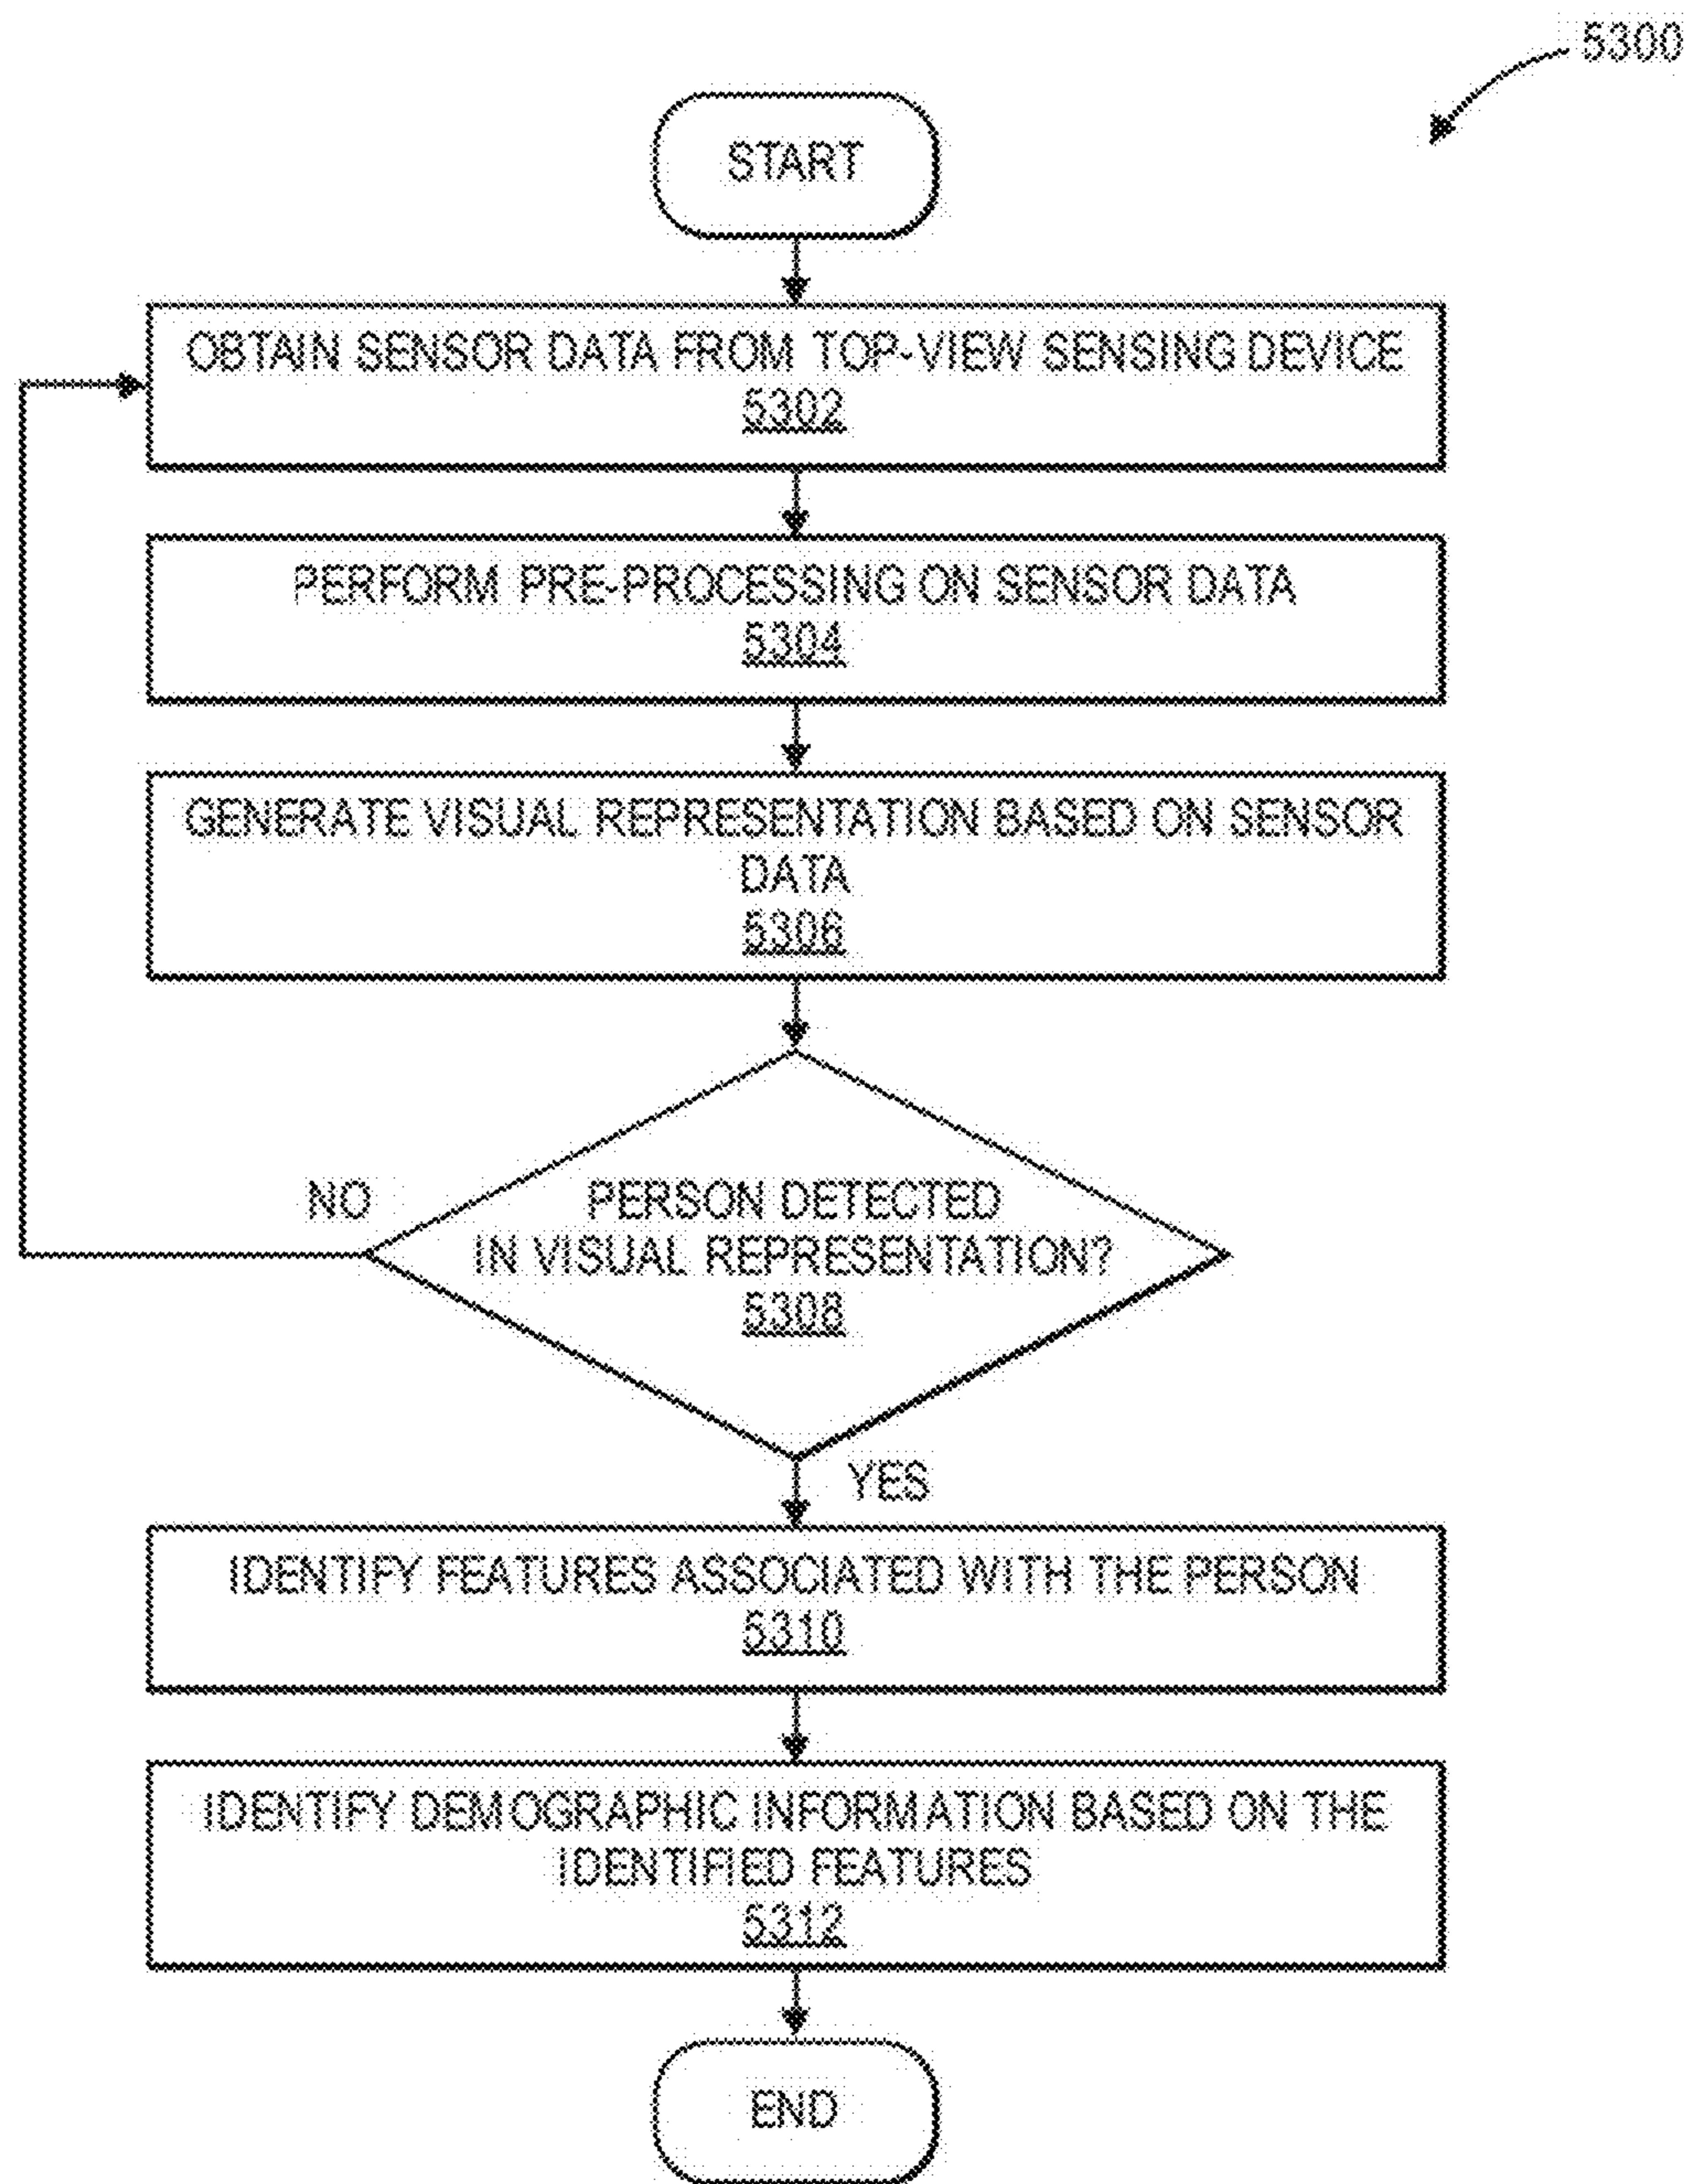 5300
START
OBTAIN SENSOR DATA FROM TOP-VIEW SENSING DEVICE
5302
PERFORM PRE-PROCESSING ON SENSOR DATA
5304
GENERATE VISUAL REPRESENTATION BASED ON SENSOR
DATA
5306
NO
PERSON DETECTED
IN VISUAL REPRESENTATION?
5308
YES
IDENTIFY FEATURES ASSOCIATED WITH THE PERSON
5310
IDENTIFY DEMOGRAPHIC INFORMATION BASED ON THE
IDENTIFIED FEATURES
5312
END